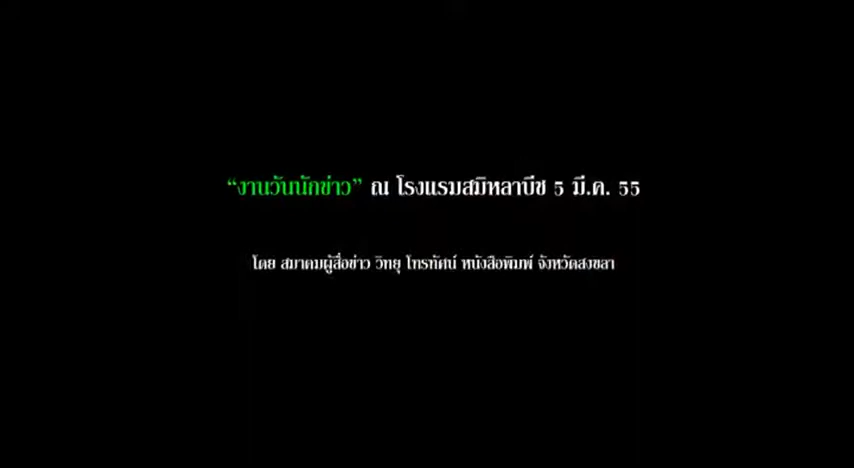 “งานวันนักข่าว” ณ โรงแรมสมิหลาบีช 5 มี.ค. 55
โดย สมาคมผู้สื่อข่าว วิทยุ โทรทัศน์ หนังสือพิมพ์ จังหวัดสงขลา